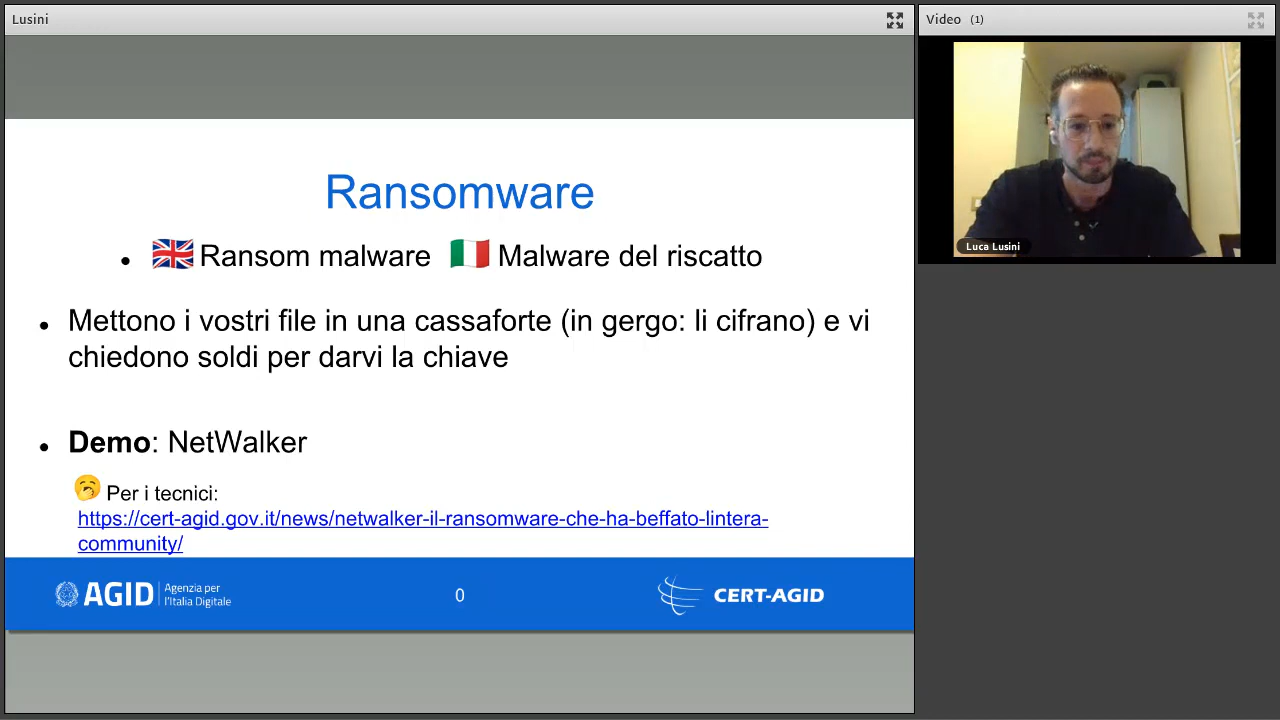 Lusini
Video (1)
Luca Lusini
Ransomware
Ransom malware Malware del riscatto
Mettono i vostri file in una cassaforte (in gergo: li cifrano) e vi
chiedono soldi per darvi la chiave
Demo: NetWalker
Per i tecnici:
https://cert-agid.gov.it/news/netwalker-il-ransomware-che-ha-beffato-lintera-
community/
AGID Agenzia per
l'Italia Digitale
0
CERT-AGID